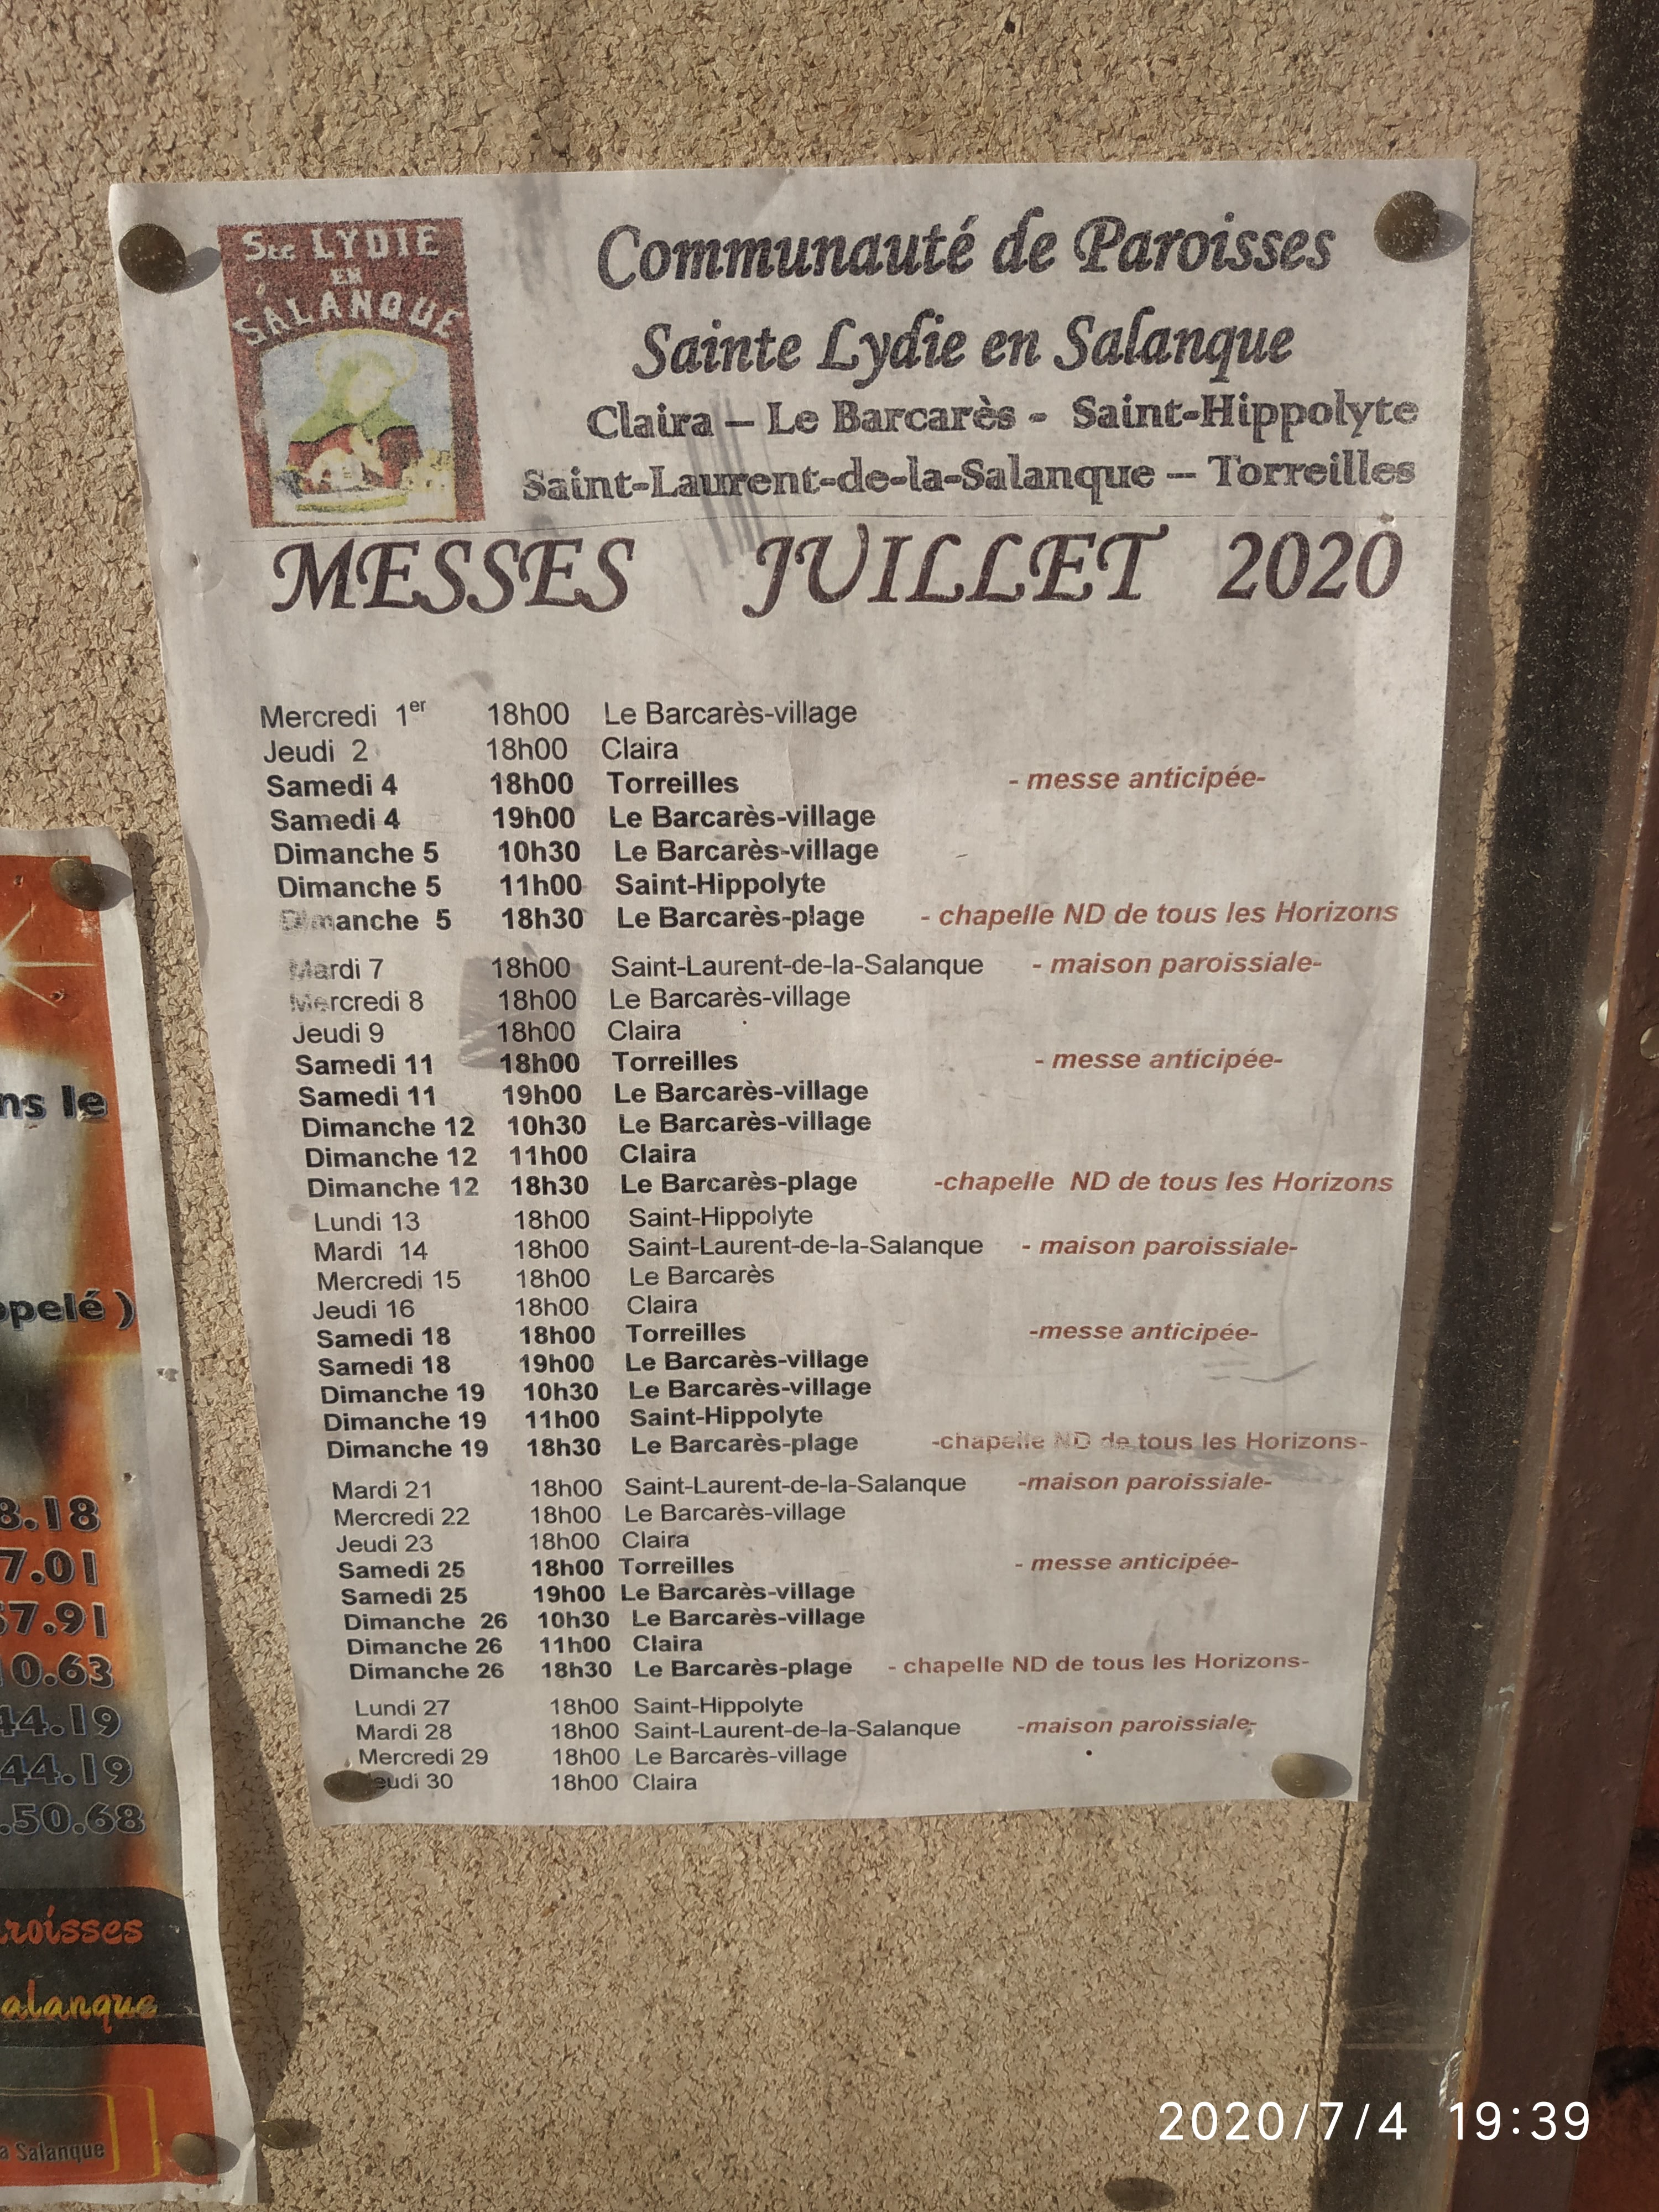 Ste LYDIE
EN
SALANQUE
Communauté de Paroisses
Sainte Lydie en Salanque
Claira – Le Barcarès - Saint-Hippolyte
Saint-Laurent-de-la-Salanque – Torreilles
MESSES JUILLET 2020
Mercredi 1er 18h00 Le Barcarès-village
Jeudi 2 18h00 Claira
Samedi 4 18h00 Torreilles - messe anticipée-
Samedi 4 19h00 Le Barcarès-village
Dimanche 5 10h30 Le Barcarès-village
Dimanche 5 11h00 Saint-Hippolyte
Dimanche 5 18h30 Le Barcarès-plage - chapelle ND de tous les Horizons
Mardi 7 18h00 Saint-Laurent-de-la-Salanque - maison paroissiale-
Mercredi 8 18h00 Le Barcarès-village
Jeudi 9 18h00 Claira
Samedi 11 18h00 Torreilles - messe anticipée-
Samedi 11 19h00 Le Barcarès-village
Dimanche 12 10h30 Le Barcarès-village
Dimanche 12 11h00 Claira
Dimanche 12 18h30 Le Barcarès-plage -chapelle ND de tous les Horizons
Lundi 13 18h00 Saint-Hippolyte
Mardi 14 18h00 Saint-Laurent-de-la-Salanque - maison paroissiale-
Mercredi 15 18h00 Le Barcarès
Jeudi 16 18h00 Claira
Samedi 18 18h00 Torreilles -messe anticipée-
Samedi 18 19h00 Le Barcarès-village
Dimanche 19 10h30 Le Barcarès-village
Dimanche 19 11h00 Saint-Hippolyte
Dimanche 19 18h30 Le Barcarès-plage -chapelle ND de tous les Horizons-
Mardi 21 18h00 Saint-Laurent-de-la-Salanque -maison paroissiale-
Mercredi 22 18h00 Le Barcarès-village
Jeudi 23 18h00 Claira
Samedi 25 18h00 Torreilles - messe anticipée-
Samedi 25 19h00 Le Barcarès-village
Dimanche 26 10h30 Le Barcarès-village
Dimanche 26 11h00 Claira
Dimanche 26 18h30 Le Barcarès-plage - chapelle ND de tous les Horizons-
Lundi 27 18h00 Saint-Hippolyte
Mardi 28 18h00 Saint-Laurent-de-la-Salanque -maison paroissiale-
Mercredi 29 18h00 Le Barcarès-village
Jeudi 30 18h00 Claira
ns le
ppelé )
8.18
7.01
67.91
10.63
44.19
44.19
.50.68
aroisses
alanque
a Salanque
2020/7/4 19:39